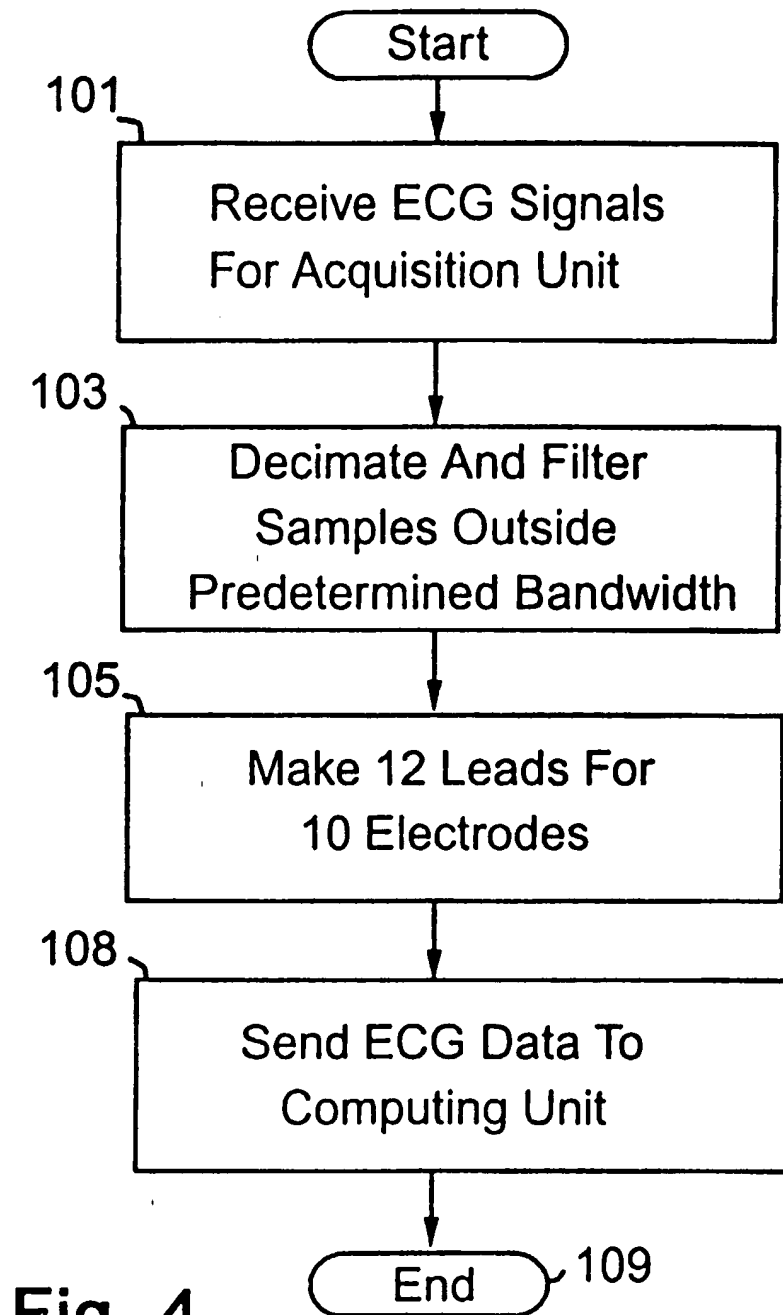 Start
101
Receive ECG Signals
For Acquisition Unit
103
Decimate And Filter
Samples Outside
Predetermined Bandwidth
105
Make 12 Leads For
10 Electrodes
108
Send ECG Data To
Computing Unit
End
109
Fig. 4